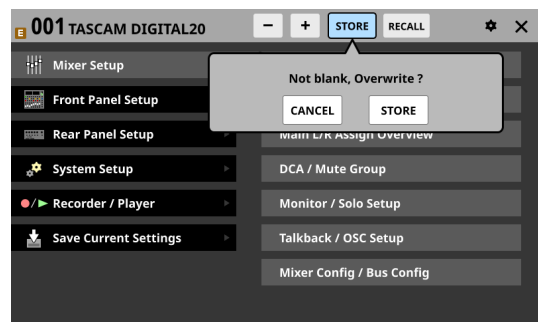 E 001 TASCAM DIGITAL20 − + STORE RECALL
Not blank, Overwrite ?
CANCEL STORE
Mixer Setup
Front Panel Setup
Rear Panel Setup
System Setup
Recorder / Player
Save Current Settings
Main L/R Assign Overview
DCA / Mute Group
Monitor / Solo Setup
Talkback / OSC Setup
Mixer Config / Bus Config